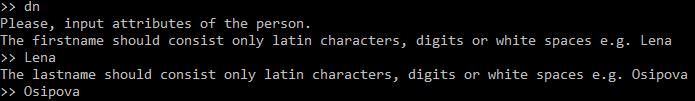 >> dn
Please, input attributes of the person.
The firstname should consist only latin characters, digits or white spaces e.g. Lena
>> Lena
The lastname should consist only latin characters, digits or white spaces e.g. Osipova
>> Osipova